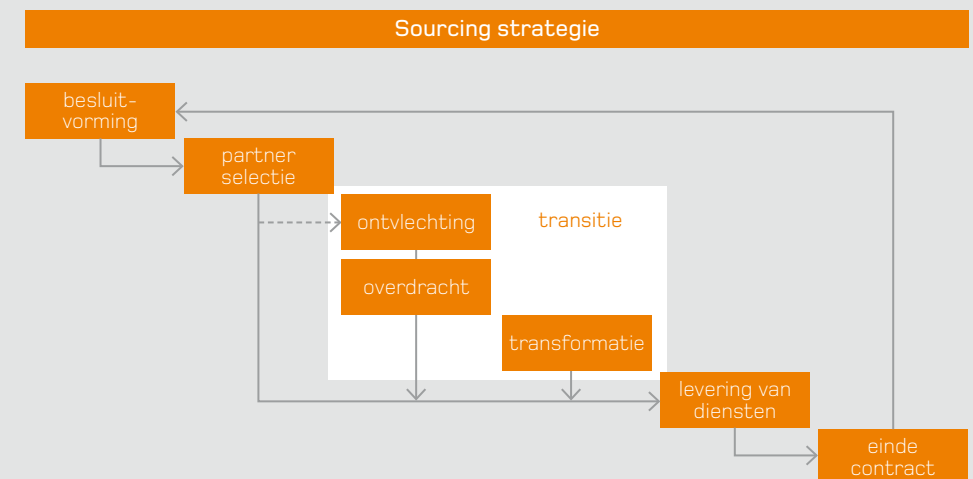 Sourcing strategie
besluit-
vorming
partner
selectie
ontvlechting
transitie
overdracht
transformatie
levering van
diensten
einde
contract